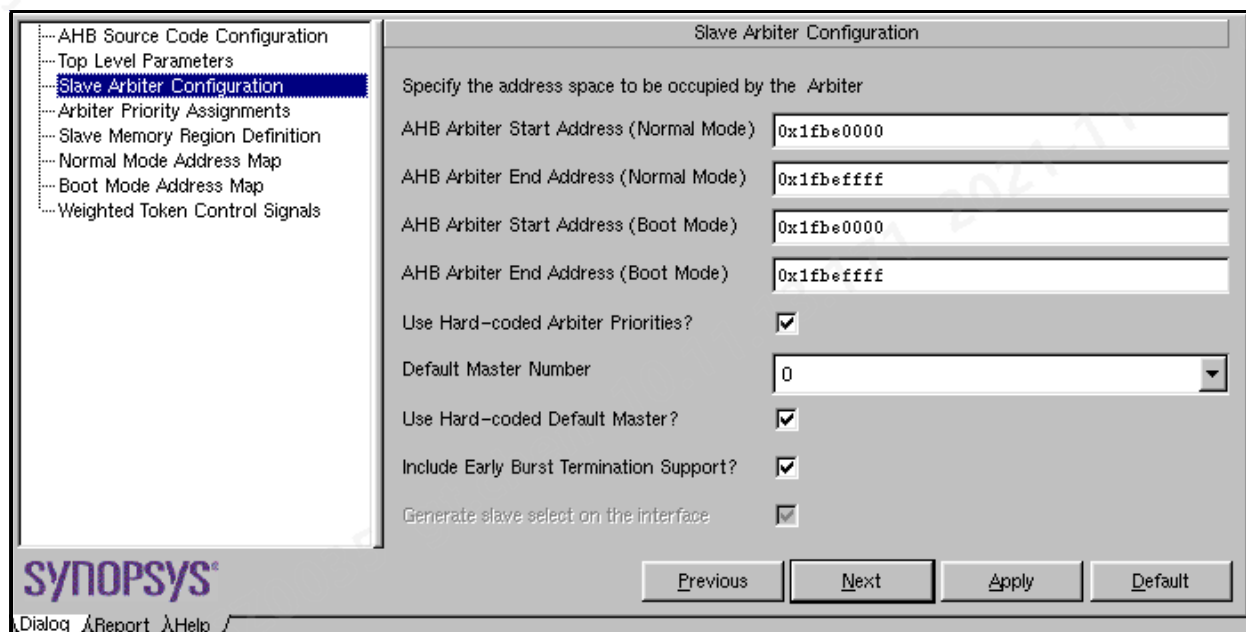 AHB Source Code Configuration
Top Level Parameters
Slave Arbiter Configuration
Arbiter Priority Assignments
Slave Memory Region Definition
Normal Mode Address Map
Boot Mode Address Map
Weighted Token Control Signals
Slave Arbiter Configuration
Specify the address space to be occupied by the Arbiter
AHB Arbiter Start Address (Normal Mode) 0x1fbe0000
AHB Arbiter End Address (Normal Mode) 0x1fbeffff
AHB Arbiter Start Address (Boot Mode) 0x1fbe0000
AHB Arbiter End Address (Boot Mode) 0x1fbeffff
Use Hard-coded Arbiter Priorities?
Default Master Number 0
Use Hard-coded Default Master?
Include Early Burst Termination Support?
Generate slave select on the interface
SYNOPSYS®
Previous Next Apply Default
Dialog Report Help